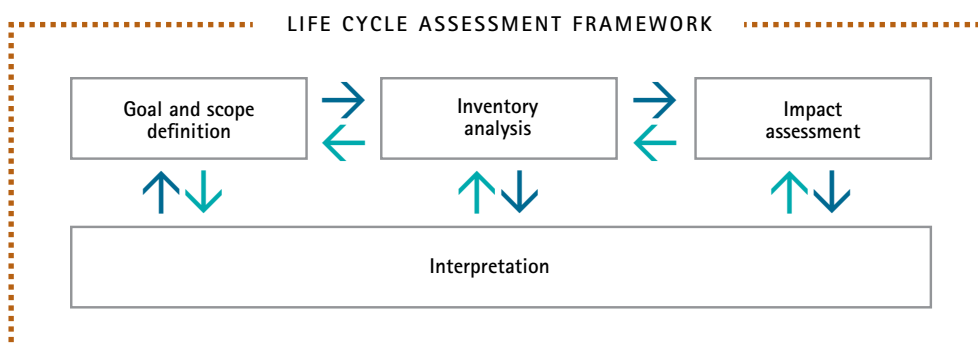 LIFE CYCLE ASSESSMENT FRAMEWORK
Goal and scope
definition
Inventory
analysis
Impact
assessment
Interpretation